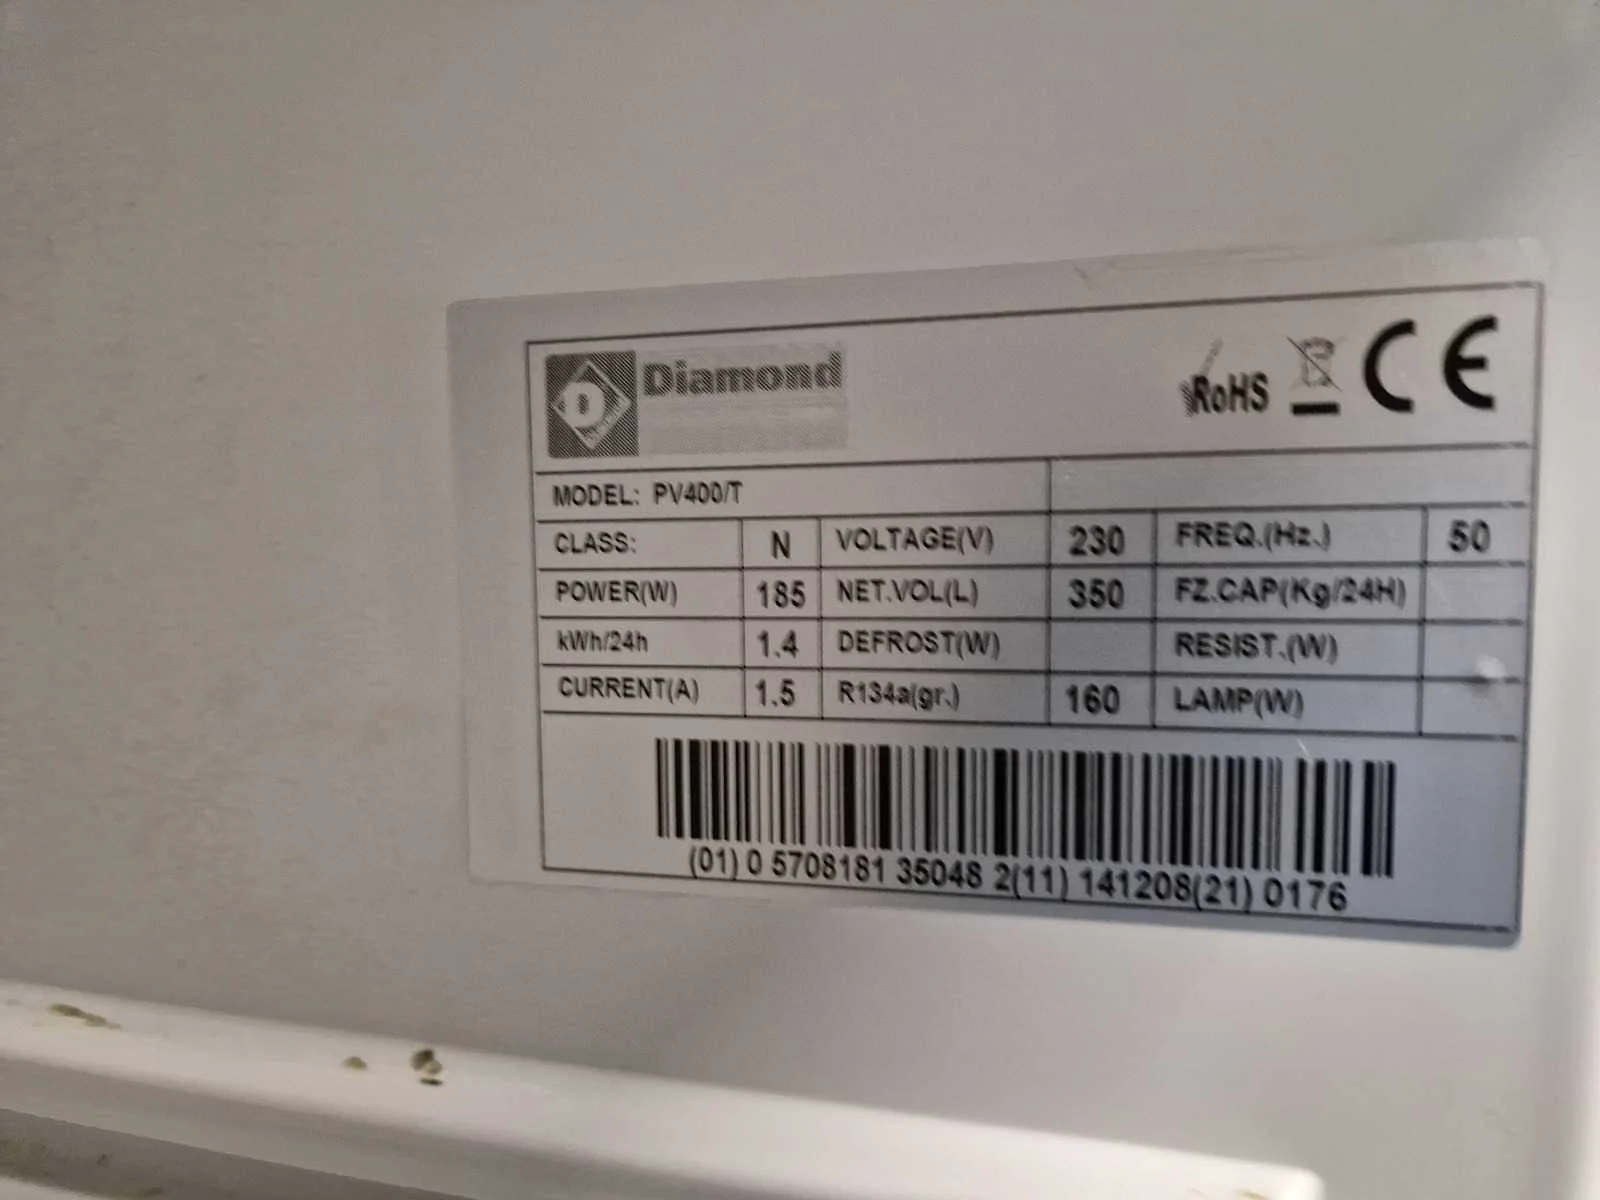 D
Diamond
RoHS CE
MODEL: PV400/T
CLASS: N VOLTAGE(V) 230 FREQ.(Hz.) 50
POWER(W) 185 NET.VOL(L) 350 FZ.CAP(Kg/24H)
kWh/24h 1.4 DEFROST(W) RESIST.(W)
CURRENT(A) 1.5 R134a(gr.) 160 LAMP(W)
(01) 0 5708181 35048 2(11) 141208(21) 0176